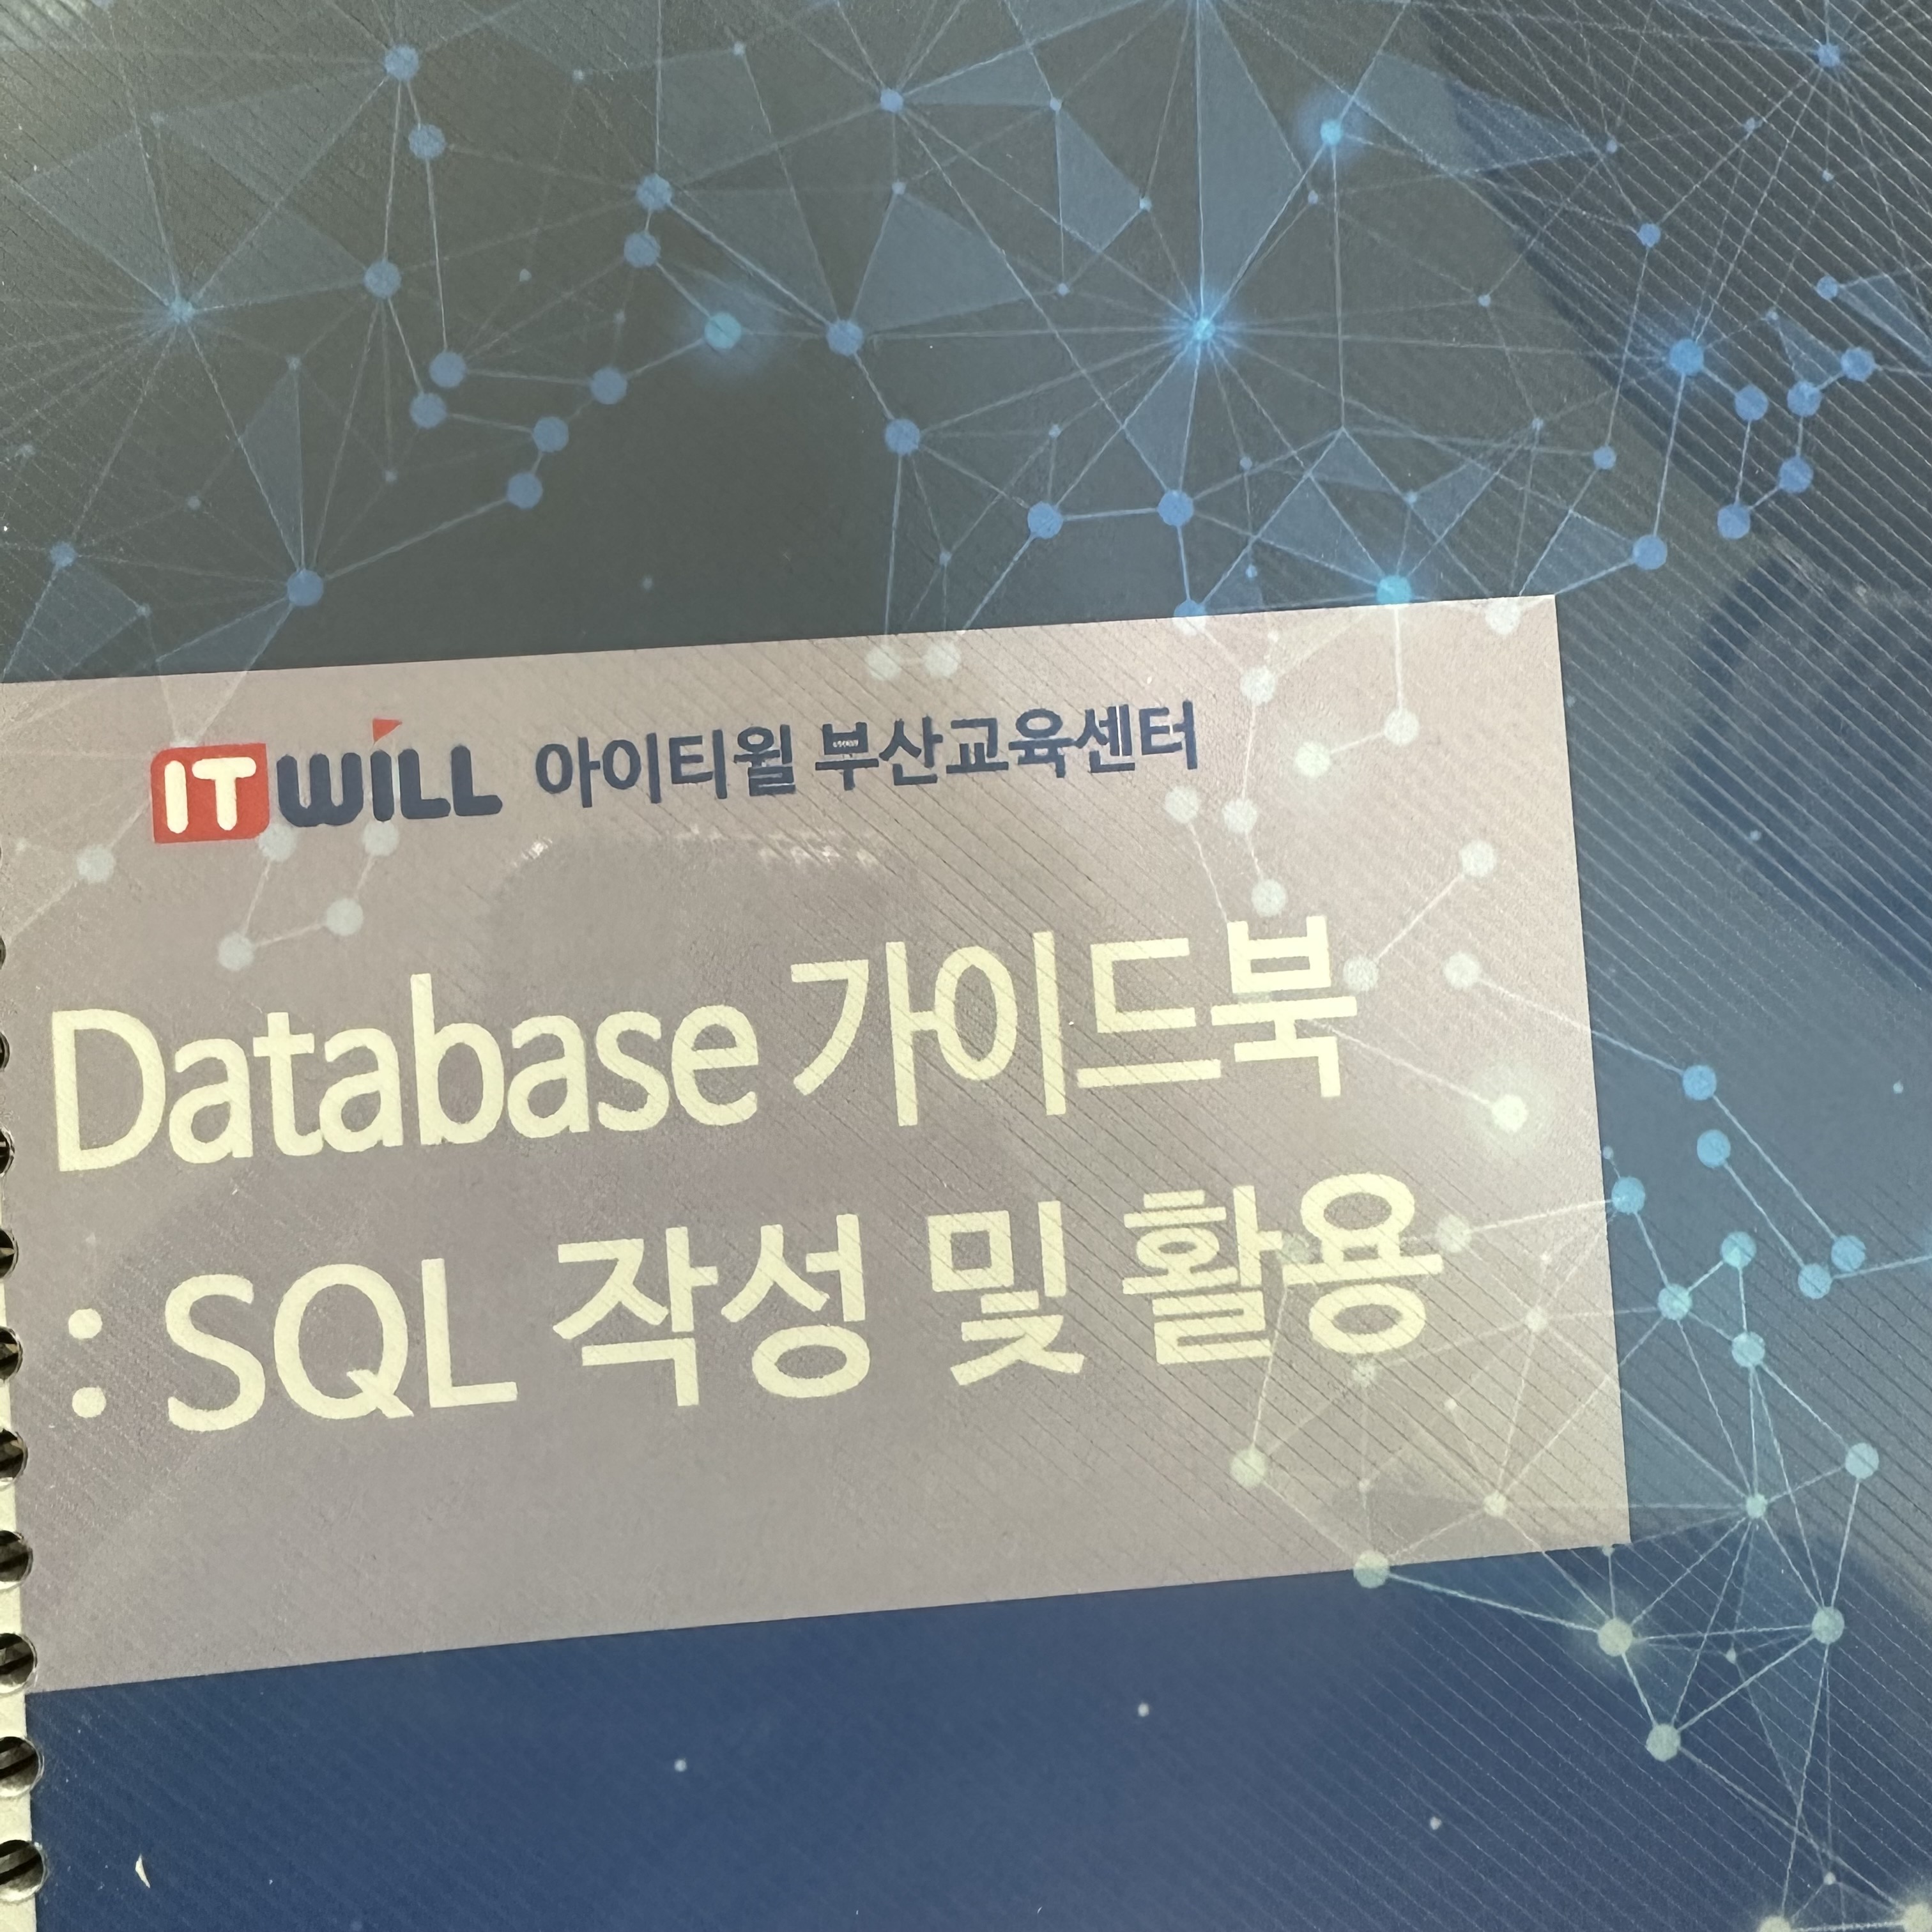 ITWILL 아이티윌 부산교육센터
Database 가이드북
: SQL 작성 및 활용